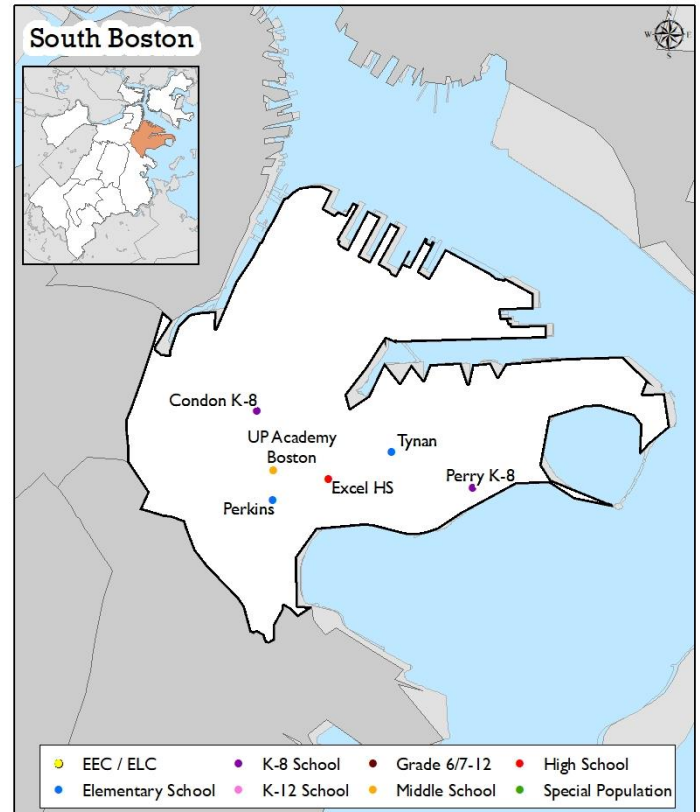 South Boston
N
W E
S
Condon K-8
UP Academy
Boston
Tynan
Excel HS
Perry K-8
Perkins
EEC / ELC
K-8 School
Grade 6/7-12
High School
Elementary School
K-12 School
Middle School
Special Population